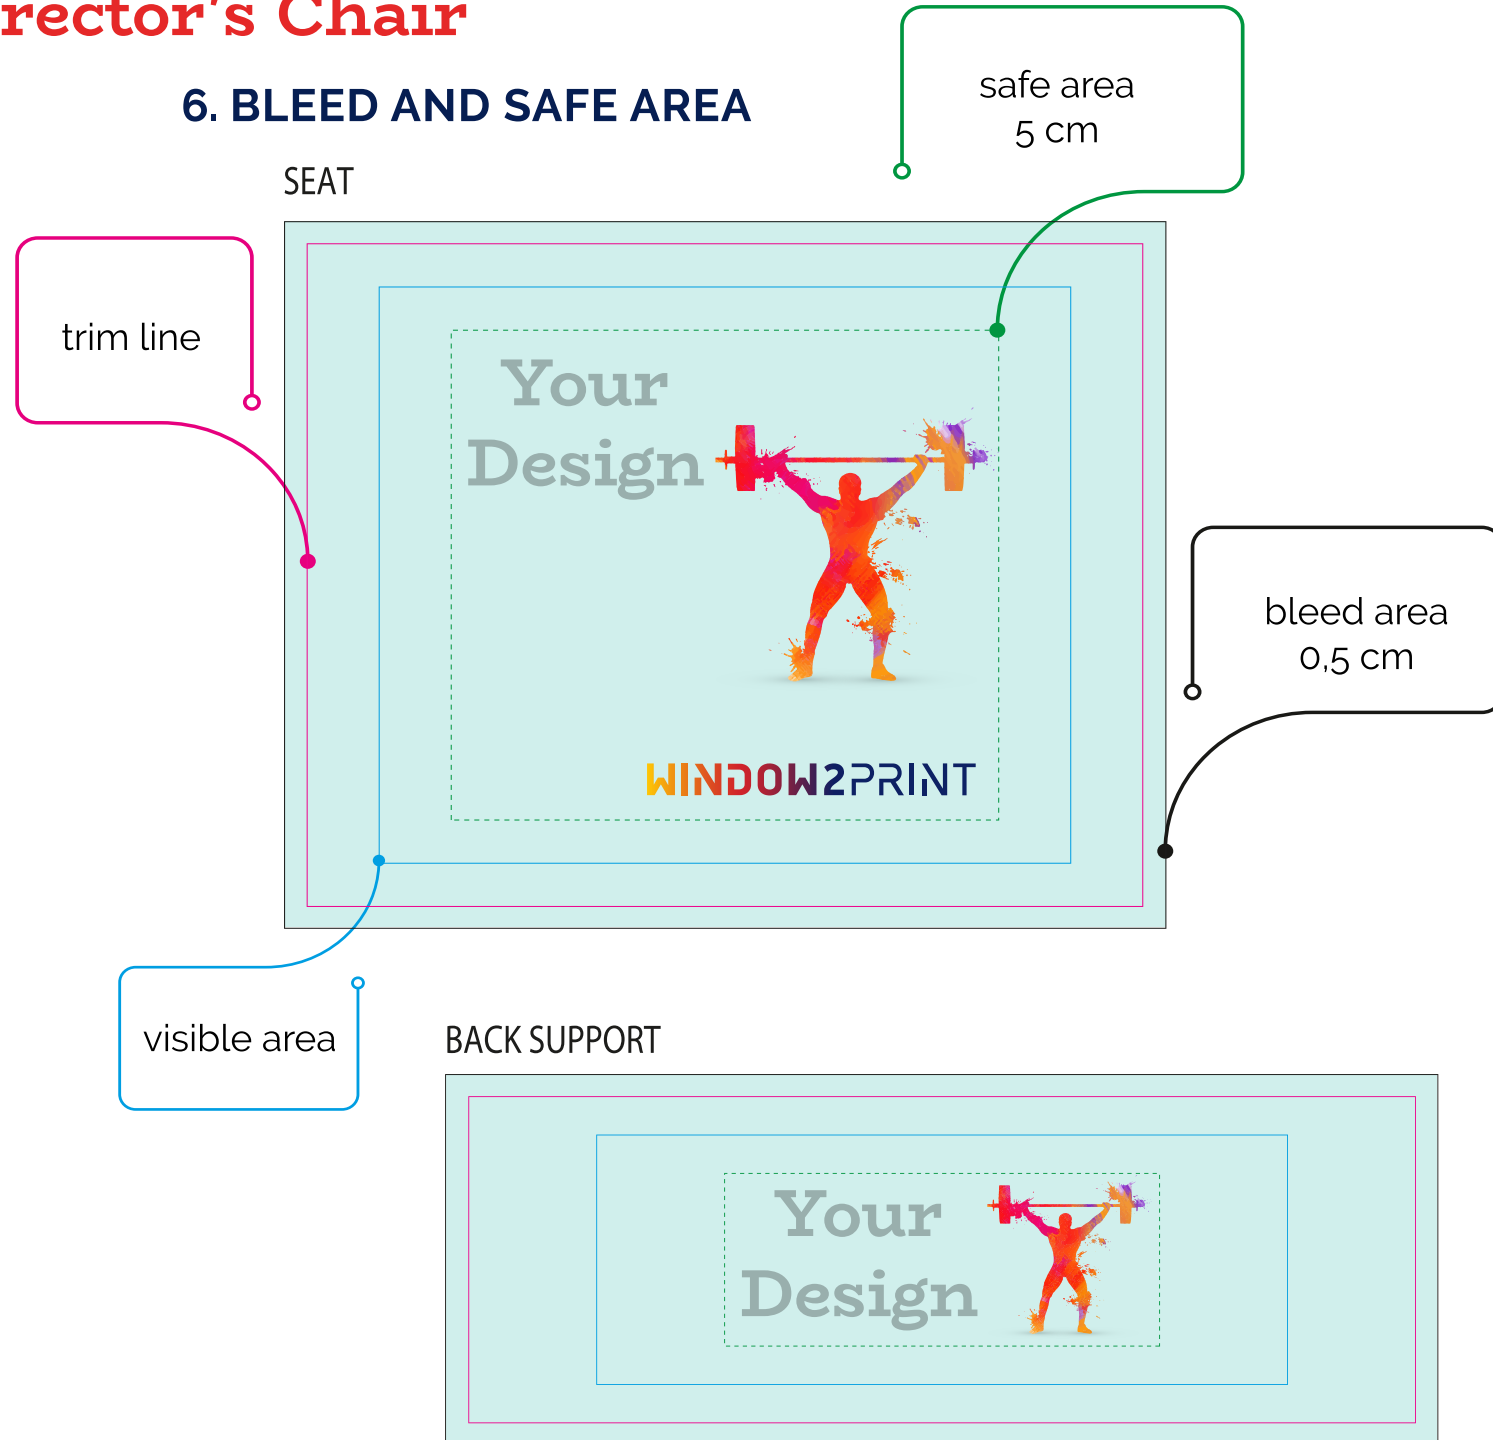 rector's Chair
6. BLEED AND SAFE AREA
safe area
5 cm
SEAT
trim line
Your
Design
bleed area
0,5 cm
WINDOW2PRINT
visible area
BACK SUPPORT
Your
Design